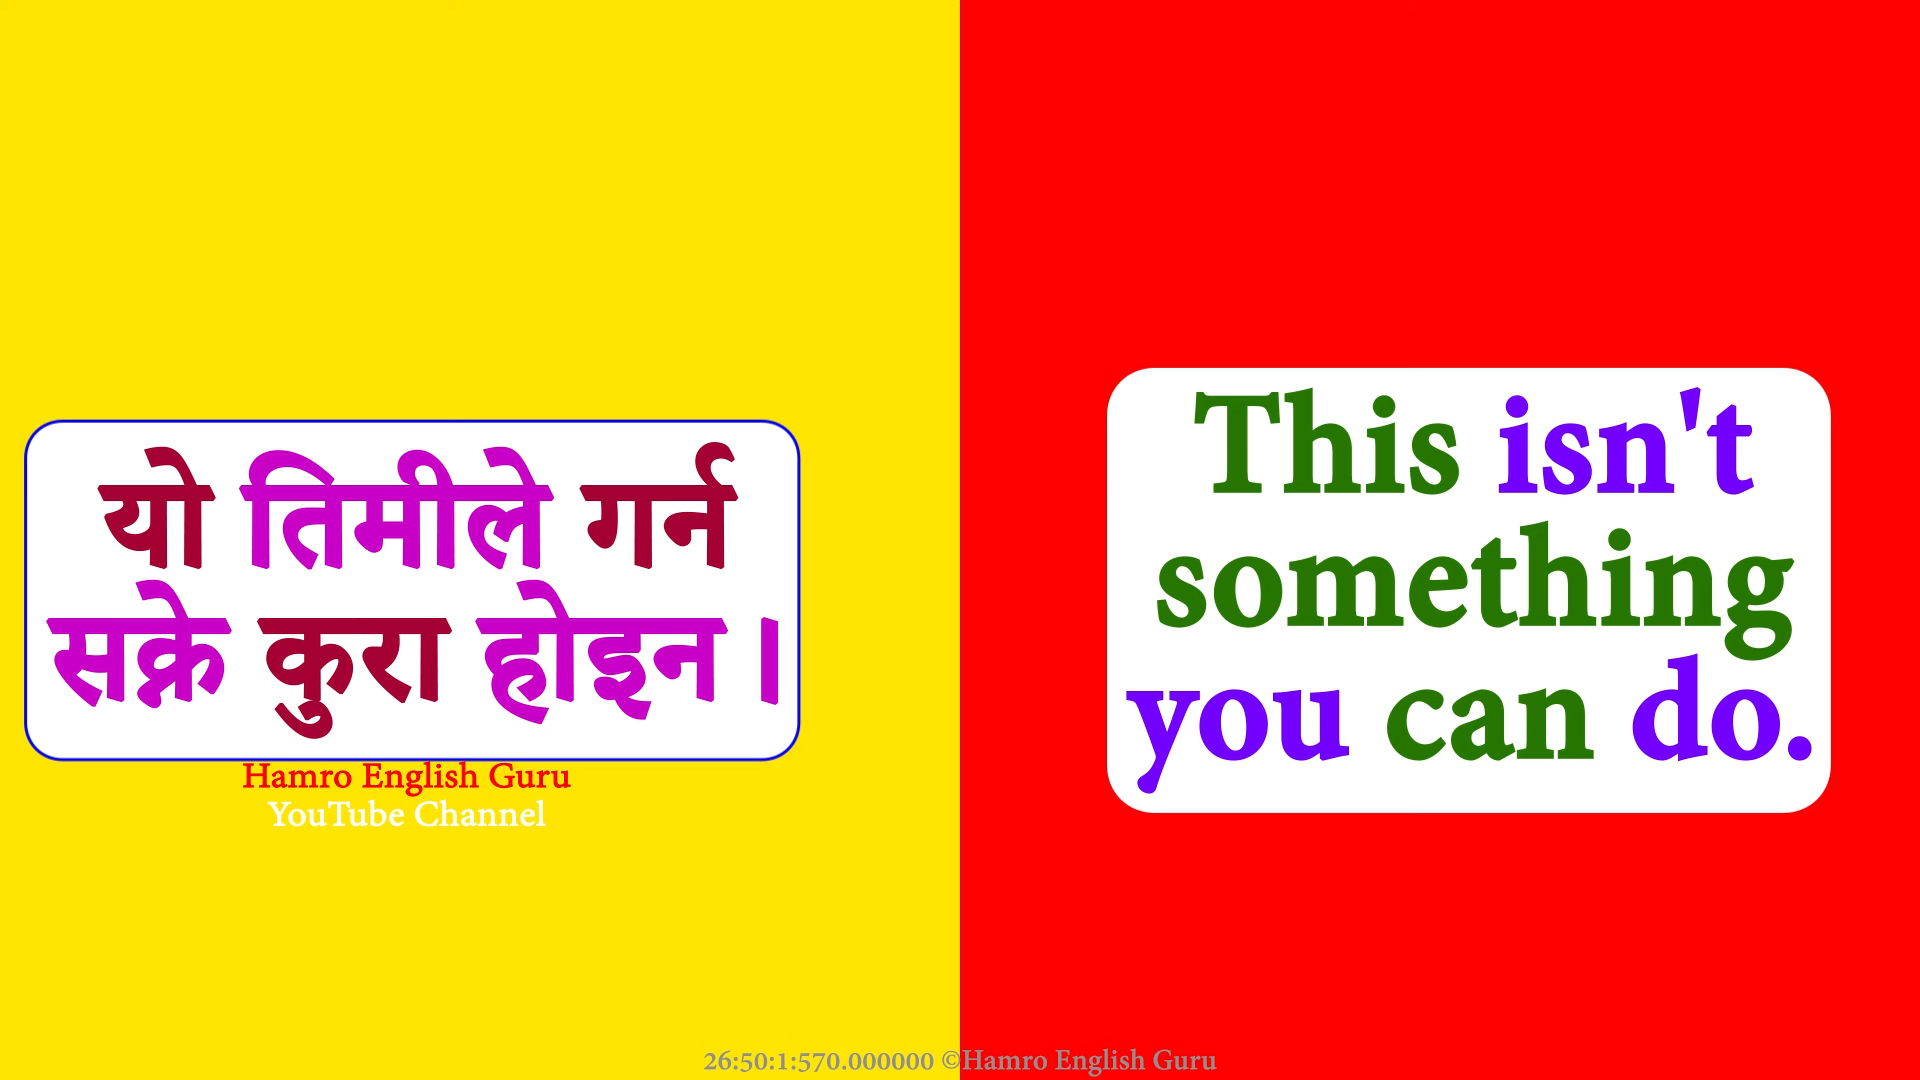 यो तिमीले गर्न
सक्ने कुरा होइन ।
Hamro English Guru
YouTube Channel
This isn't
something
you can do.
26:50:1:570.000000 ©Hamro English Guru